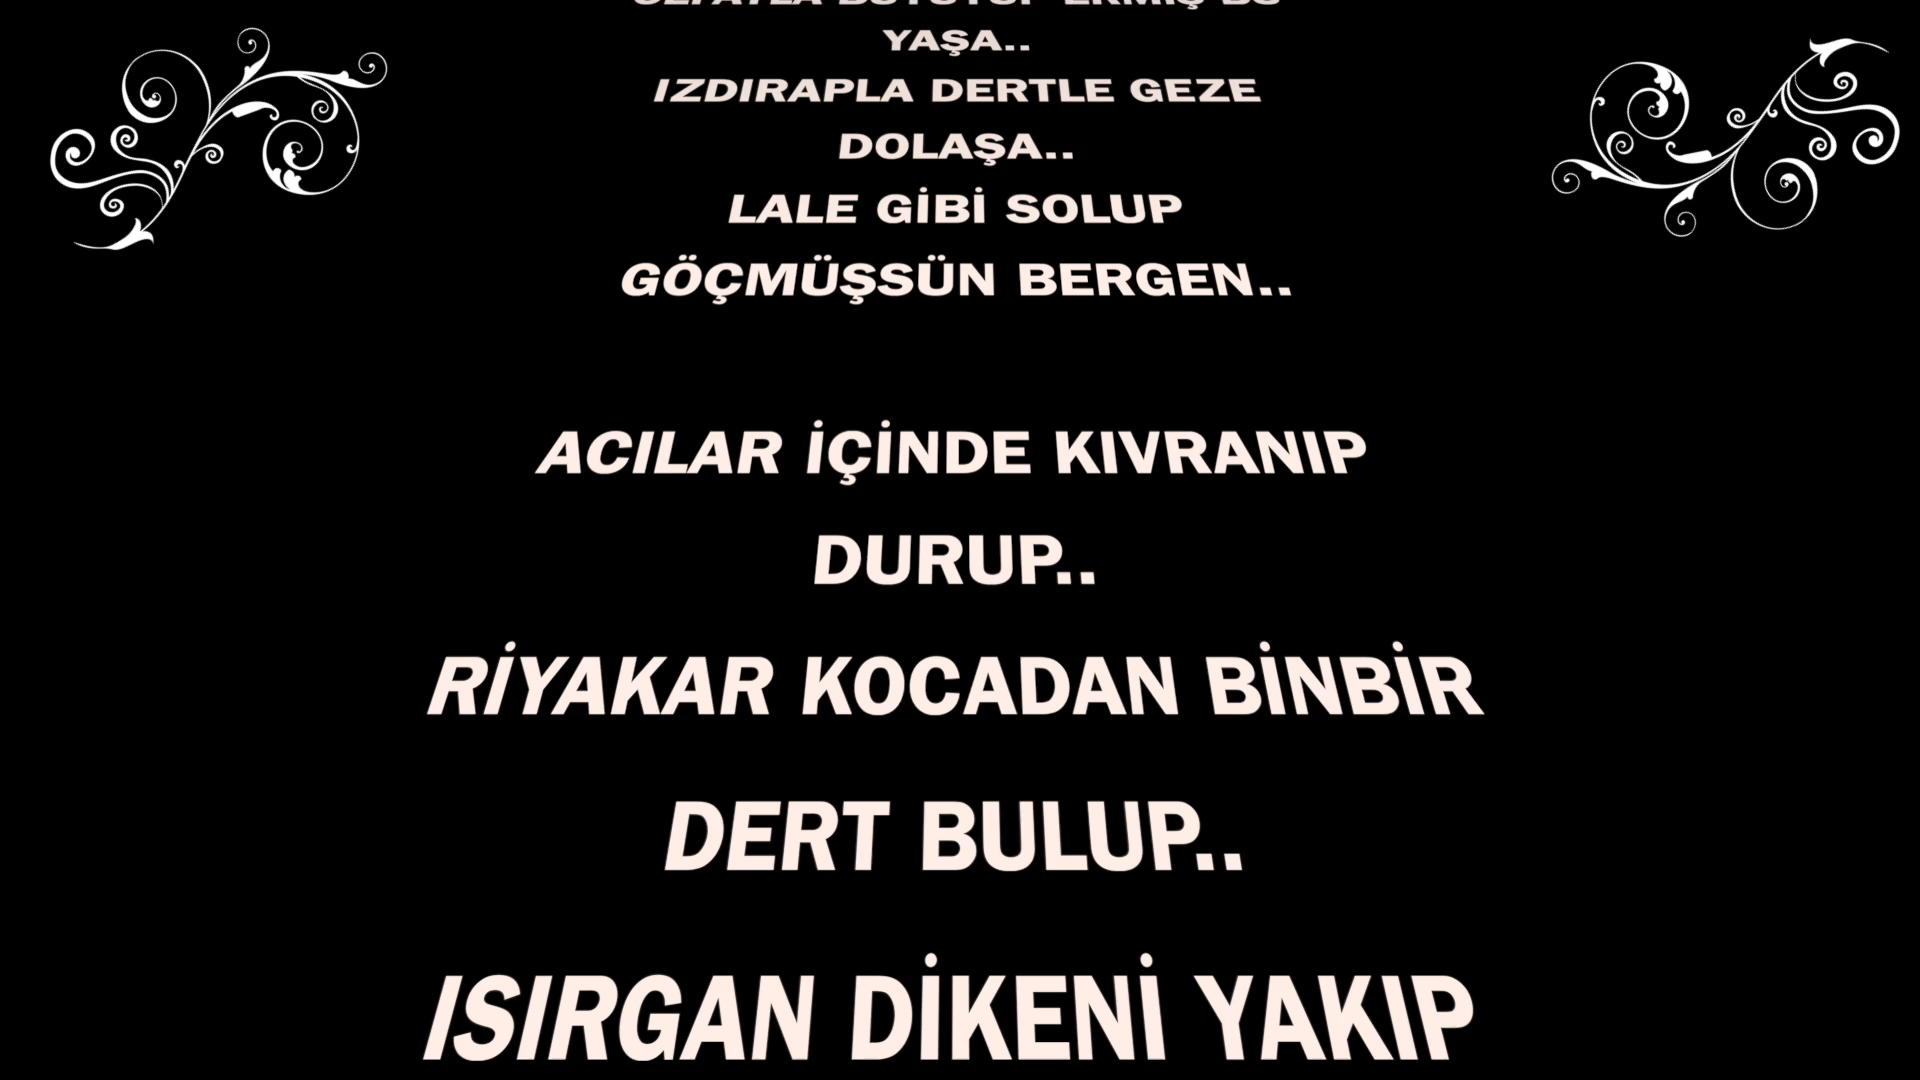 YAŞA..
IZDIRAPLA DERTLE GEZE
DOLAŞA..
LALE GİBİ SOLUP
GÖÇMÜŞSÜN BERGEN..
ACILAR İÇİNDE KIVRANIP
DURUP..
RİYAKAR KOCADAN BİNBİR
DERT BULUP..
ISIRGAN DİKENİ YAKIP